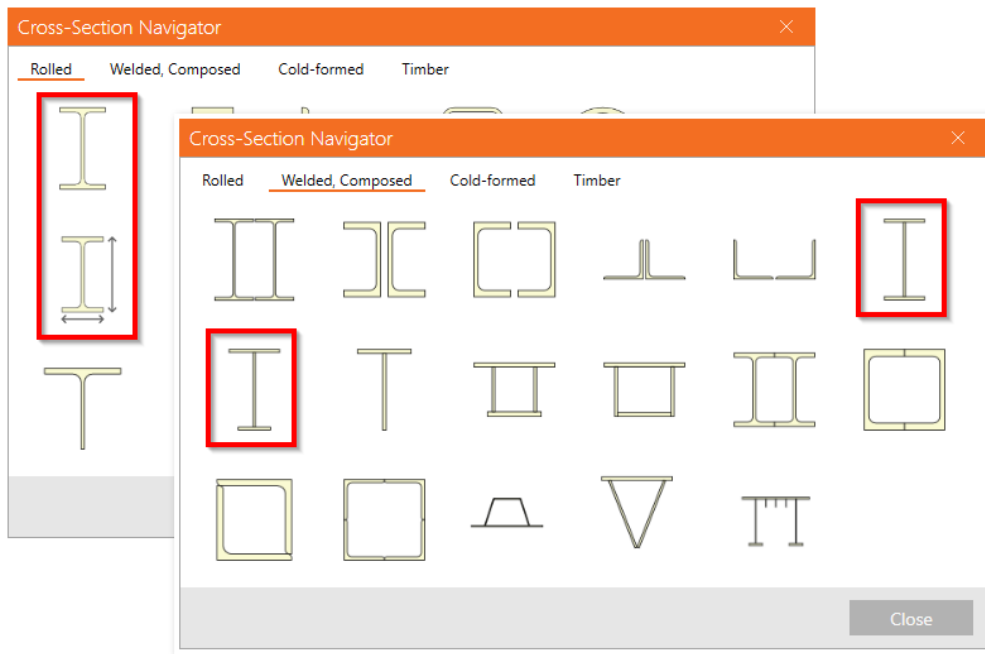 Cross-Section Navigator
Rolled Welded, Composed Cold-formed Timber
Cross-Section Navigator
Rolled Welded, Composed Cold-formed Timber
Close